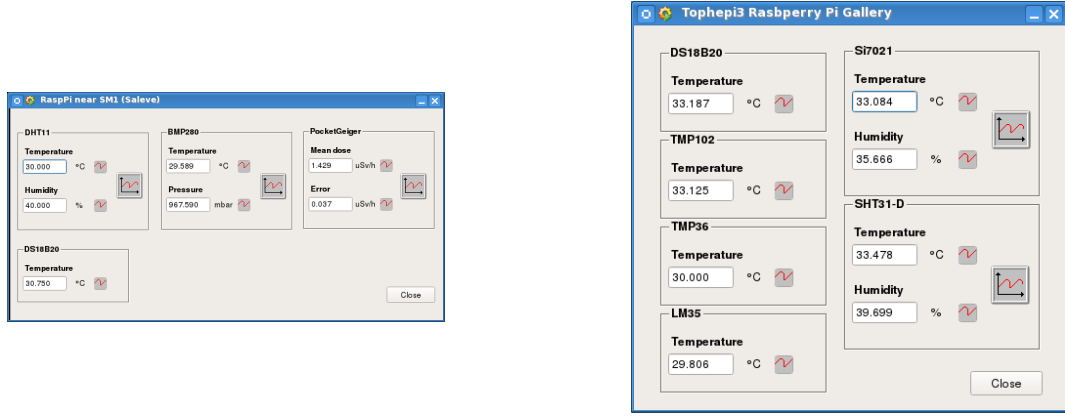 RaspPi near SM1 (Saleve)
DHT11
Temperature
30.000 °C
Humidity
40.000 %
BMP280
Temperature
29.589 °C
Pressure
967.590 mbar
PocketGeiger
Mean dose
1.429 uSv/h
Error
0.037 uSv/h
DS18B20
Temperature
30.750 °C
Close
Tophepi3 Rasbperry Pi Gallery
DS18B20
Temperature
33.187 °C
TMP102
Temperature
33.125 °C
TMP36
Temperature
30.000 °C
LM35
Temperature
29.806 °C
Si7021
Temperature
33.084 °C
Humidity
35.666 %
SHT31-D
Temperature
33.478 °C
Humidity
39.699 %
Close